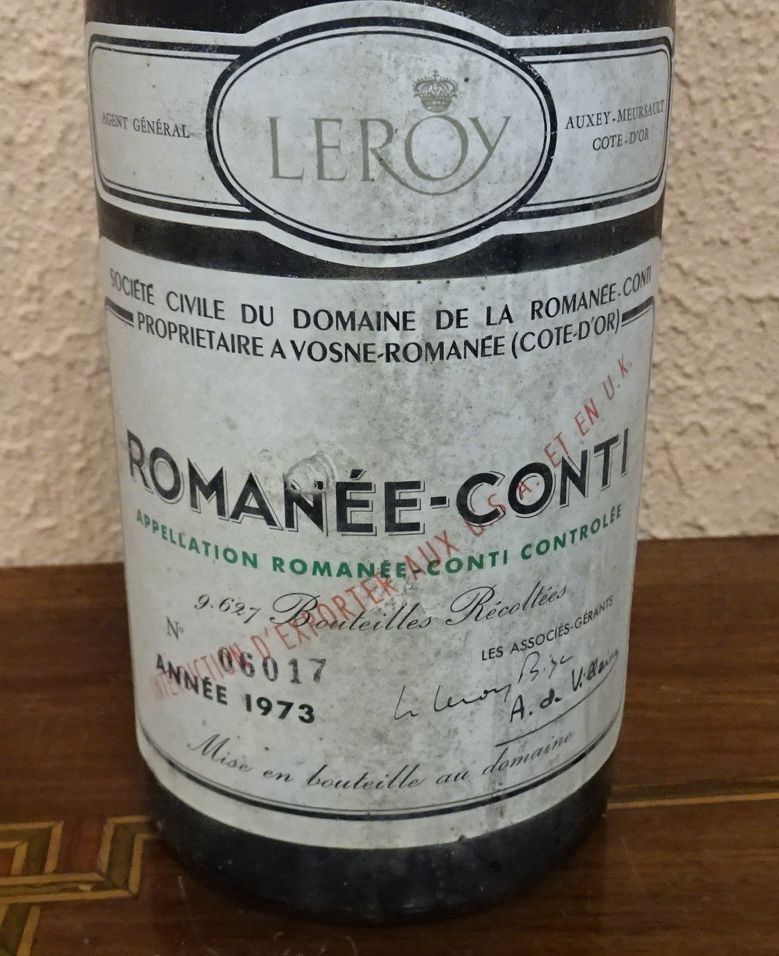 AGENT GÉNÉRAL
LEROY
AUXEY-MEURSAULT
COTE-D'OR
SOCIÉTÉ CIVILE DU DOMAINE DE LA ROMANÉE-CONTI
PROPRIETAIRE A VOSNE-ROMANÉE (COTE-D'OR)
ROMANÉE-CONTI
APPELLATION ROMANÉE-CONTI CONTROLÉE
INTERDICTION D'EXPORTER AUX U.S.A. ET EN U.K.
9.627 Bouteilles Récoltées
N° 06017
LES ASSOCIÉS-GÉRANTS
ANNÉE 1973
A. de Villaine
Mise en bouteille au domaine